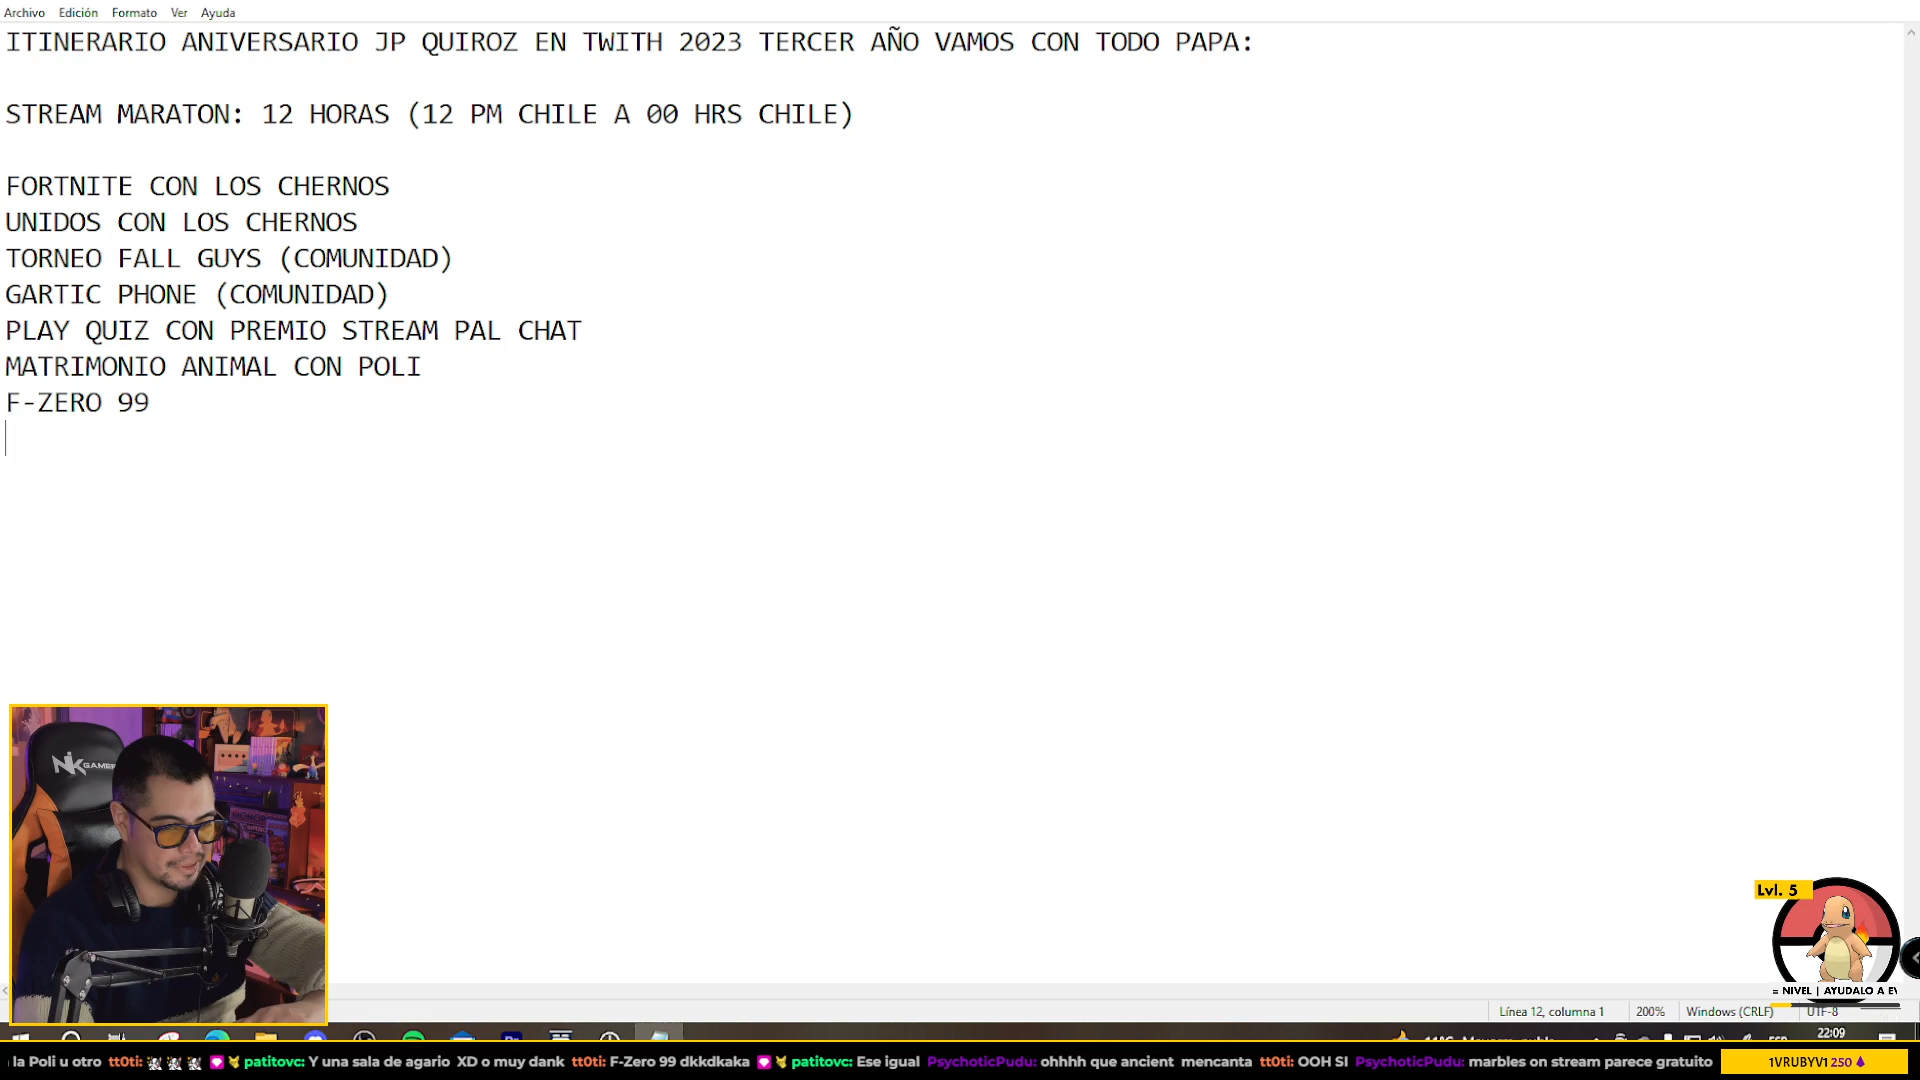 Archivo Edición Formato Ver Ayuda
ITINERARIO ANIVERSARIO JP QUIROZ EN TWITH 2023 TERCER AÑO VAMOS CON TODO PAPA:
STREAM MARATON: 12 HORAS (12 PM CHILE A 00 HRS CHILE)
FORTNITE CON LOS CHERNOS
UNIDOS CON LOS CHERNOS
TORNEO FALL GUYS (COMUNIDAD)
GARTIC PHONE (COMUNIDAD)
PLAY QUIZ CON PREMIO STREAM PAL CHAT
MATRIMONIO ANIMAL CON POLI
F-ZERO 99
GAMER
Lvl. 5
= NIVEL | AYUDALO A EV
Línea 12, columna 1 200% Windows (CRLF) UTF-8
22:09
la Poli u otro tt0ti: patitovc: Y una sala de agario XD o muy dank tt0ti: F-Zero 99 dkkdkaka patitovc: Ese igual PsychoticPudu: ohhhh que ancient mencanta tt0ti: OOH SI PsychoticPudu: marbles on stream parece gratuito 1VRUBYV1 250